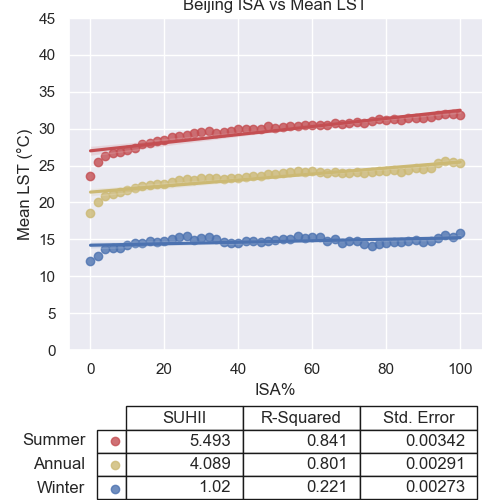 Beijing ISA vs Mean LST
45
40
35
30
25
20
15
10
5
0
Mean LST (°C)
0 20 40 60 80 100
ISA%
SUHII R-Squared Std. Error
Summer 5.493 0.841 0.00342
Annual 4.089 0.801 0.00291
Winter 1.02 0.221 0.00273